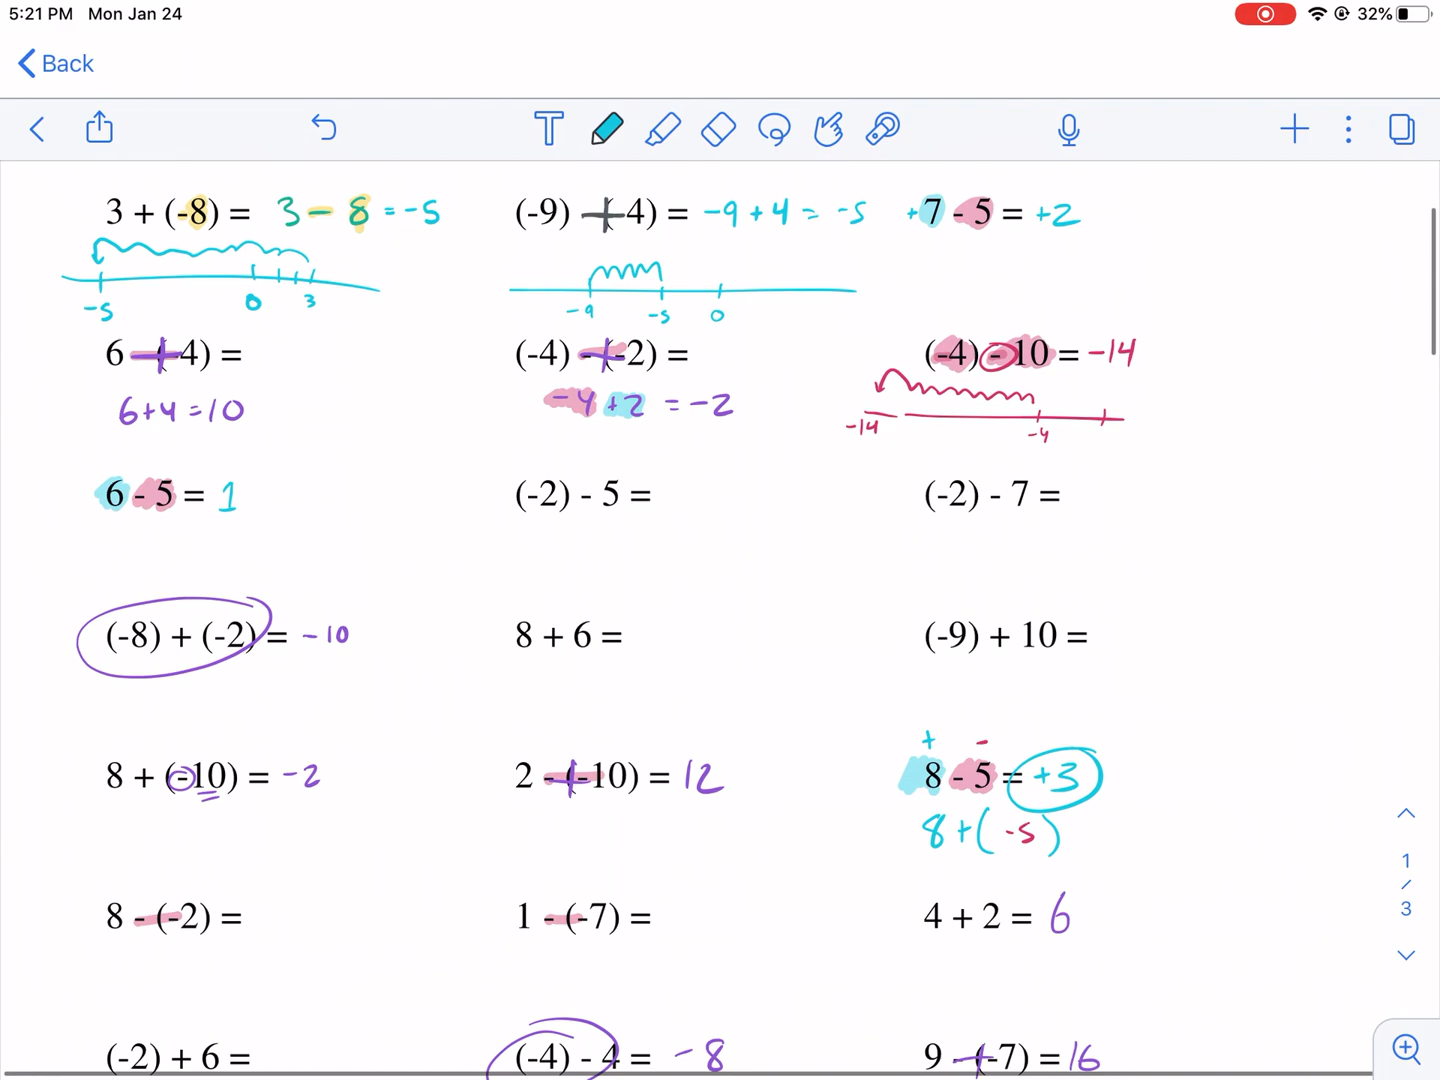 5:21 PM Mon Jan 24 32%
Back
T
3 + (-8) = 3 - 8 = -5
(-9) - (-4) = -9 + 4 = -5
+7 - 5 = +2
-5 0 3
-9 -5 0
6 - (-4) =
(-4) - (-2) =
(-4) - 10 = -14
6+4=10
-4 +2 = -2
-14 -4
6 - 5 = 1
(-2) - 5 =
(-2) - 7 =
(-8) + (-2) = -10
8 + 6 =
(-9) + 10 =
+ -
8 + (-10) = -2
2 - (-10) = 12
8 - 5 = +3
8+(-5)
8 - (-2) =
1 - (-7) =
4 + 2 = 6
1
/
3
(-2) + 6 =
(-4) - 4 = -8
9 - (-7) = 16